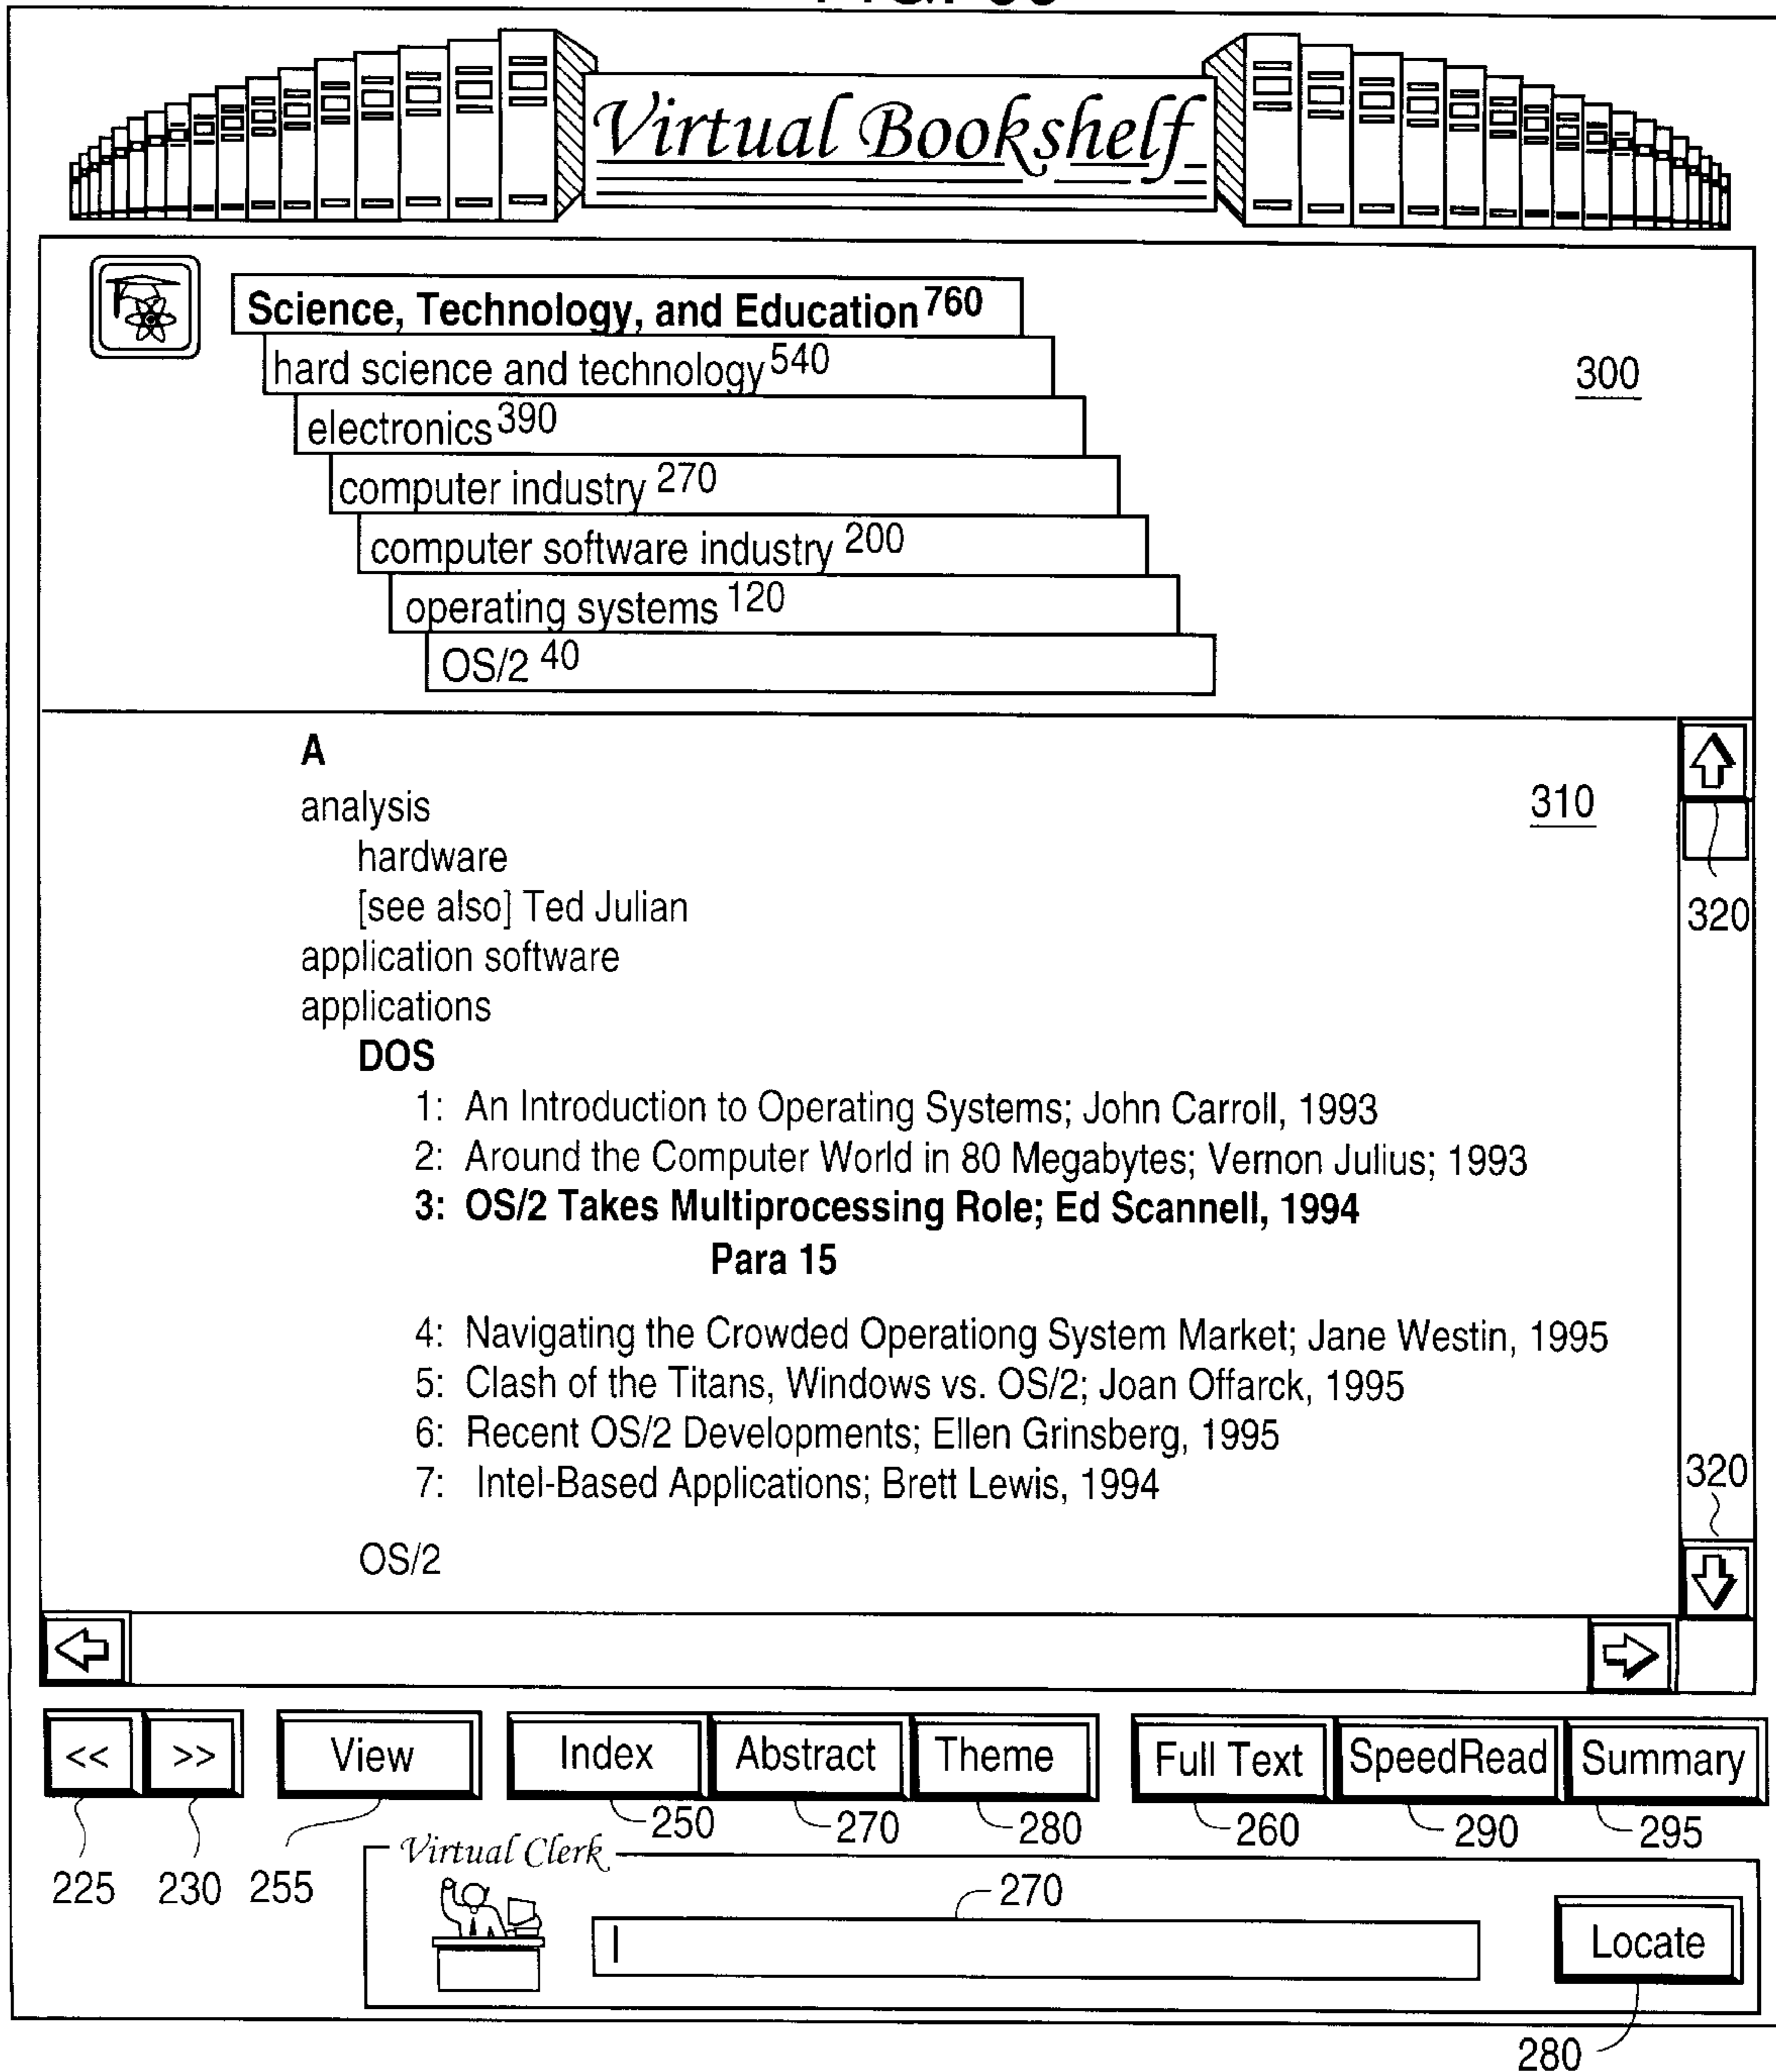 Virtual Bookshelf
Science, Technology, and Education 760
hard science and technology 540
300
electronics 390
computer industry 270
computer software industry 200
operating systems 120
OS/2 40
A
analysis
310
hardware
[see also] Ted Julian
320
application software
applications
DOS
1: An Introduction to Operating Systems; John Carroll, 1993
2: Around the Computer World in 80 Megabytes; Vernon Julius; 1993
3: OS/2 Takes Multiprocessing Role; Ed Scannell, 1994
Para 15
4: Navigating the Crowded Operationg System Market; Jane Westin, 1995
5: Clash of the Titans, Windows vs. OS/2; Joan Offarck, 1995
6: Recent OS/2 Developments; Ellen Grinsberg, 1995
7: Intel-Based Applications; Brett Lewis, 1994
320
OS/2
<< >> View Index Abstract Theme Full Text SpeedRead Summary
250 270 280 260 290 295
225 230 255
Virtual Clerk
270
Locate
280